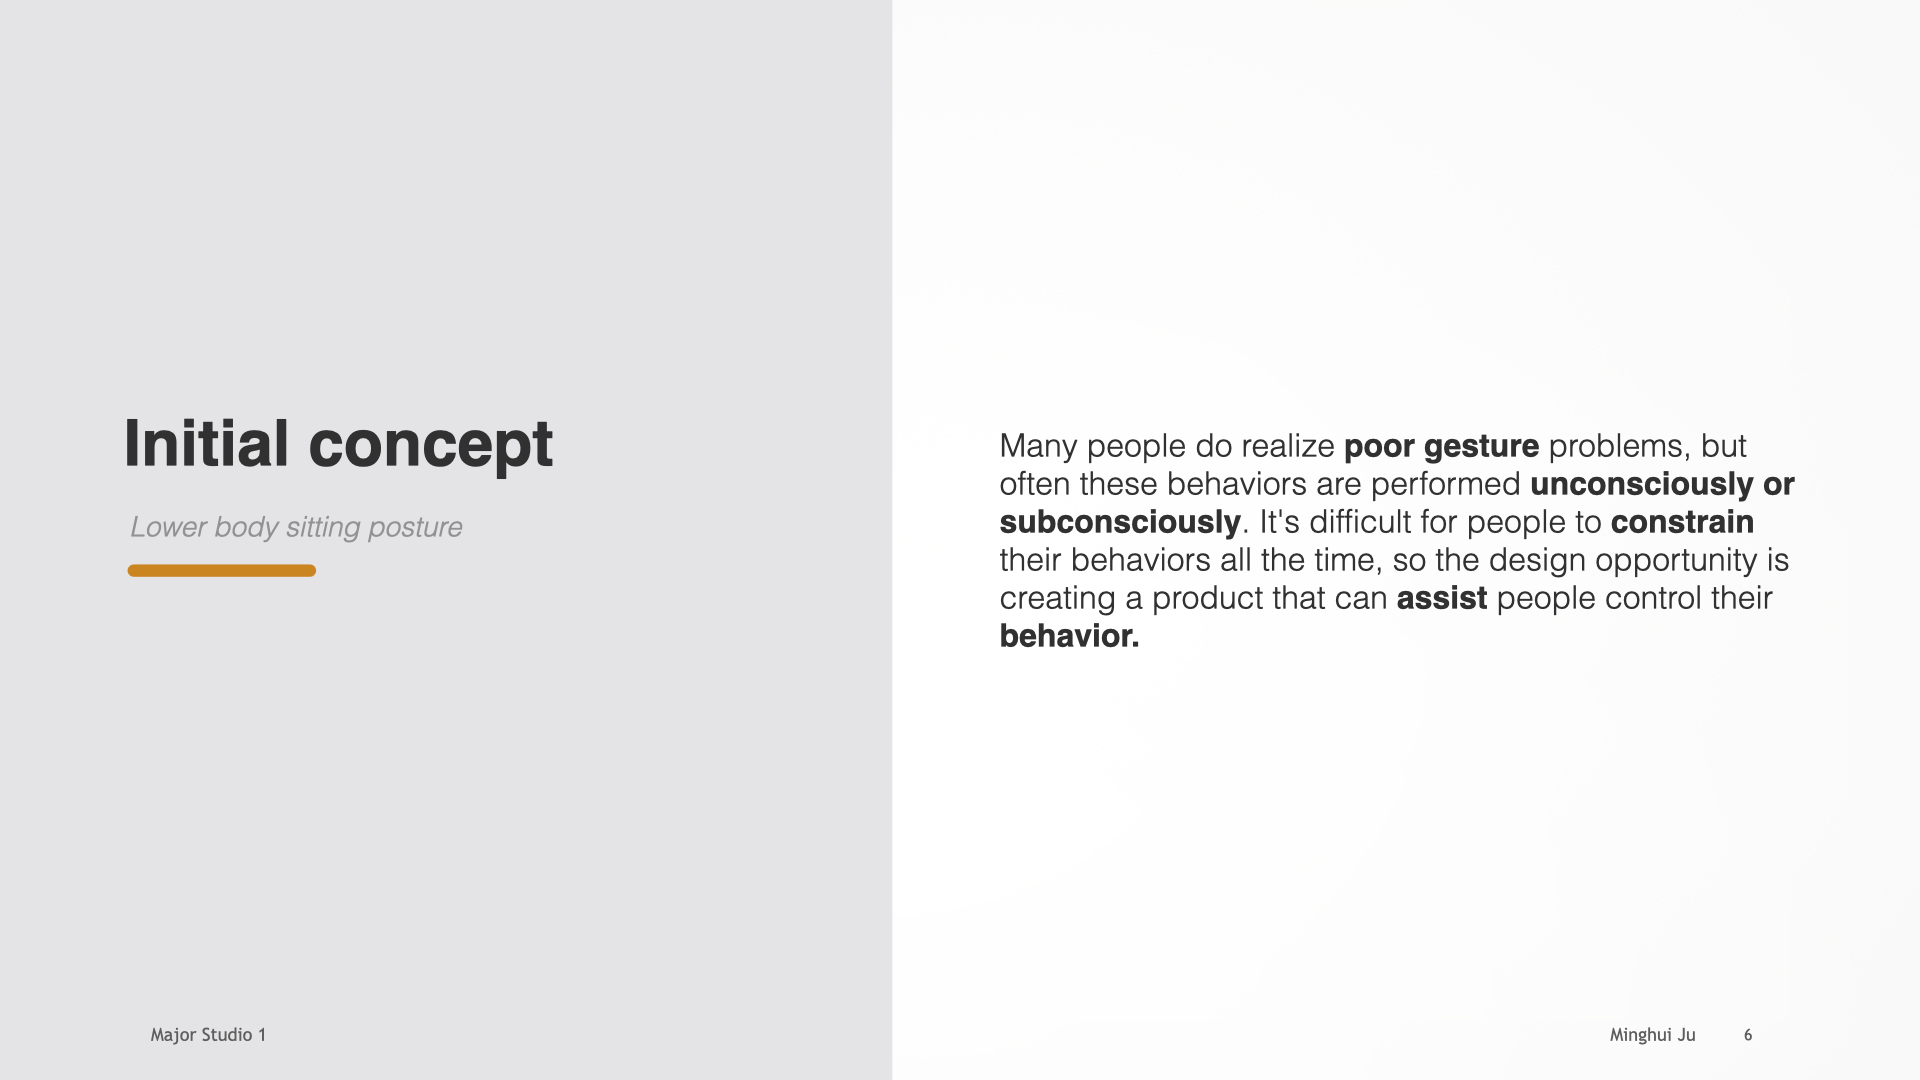 Initial concept
Lower body sitting posture
Many people do realize poor gesture problems, but
often these behaviors are performed unconsciously or
subconsciously. It's difficult for people to constrain
their behaviors all the time, so the design opportunity is
creating a product that can assist people control their
behavior.
Major Studio 1
Minghui Ju 6